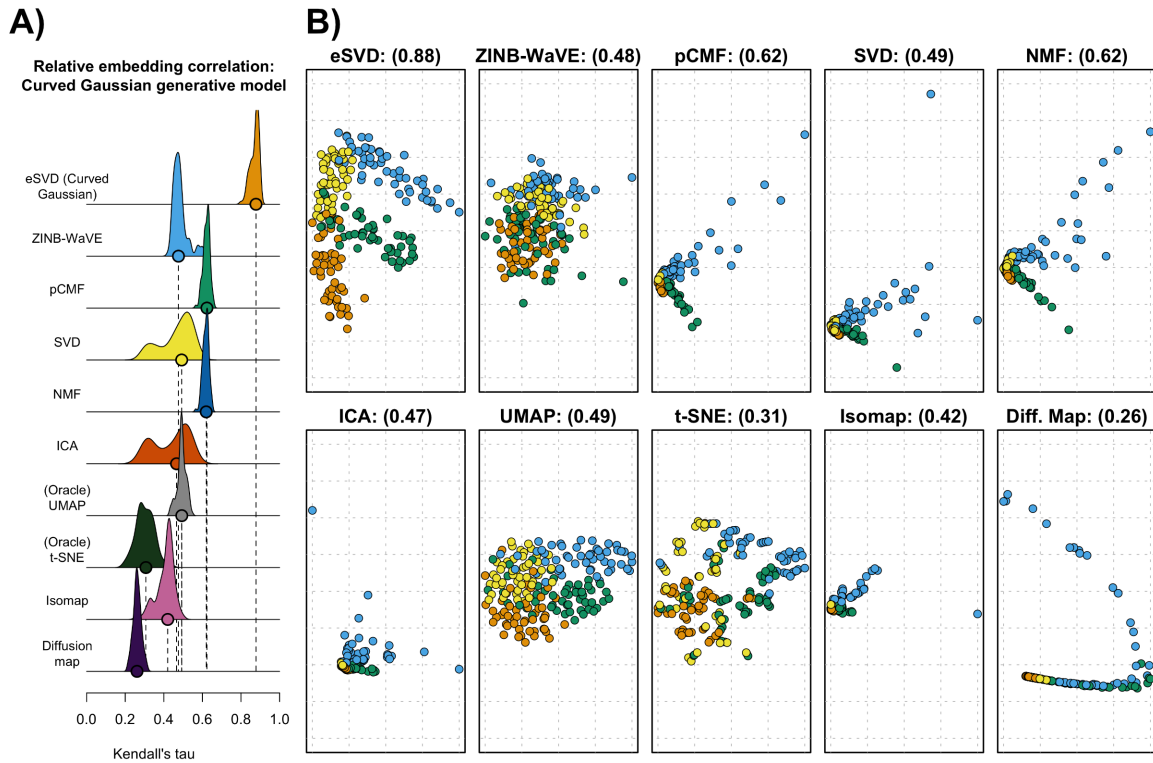 A)
Relative embedding correlation:
Curved Gaussian generative model
eSVD (Curved
Gaussian)
ZINB-WaVE
pCMF
SVD
NMF
ICA
(Oracle)
UMAP
(Oracle)
t-SNE
Isomap
Diffusion
map
0.0 0.2 0.4 0.6 0.8 1.0
Kendall's tau
B)
eSVD: (0.88) ZINB-WaVE: (0.48) pCMF: (0.62) SVD: (0.49) NMF: (0.62)
ICA: (0.47) UMAP: (0.49) t-SNE: (0.31) Isomap: (0.42) Diff. Map: (0.26)